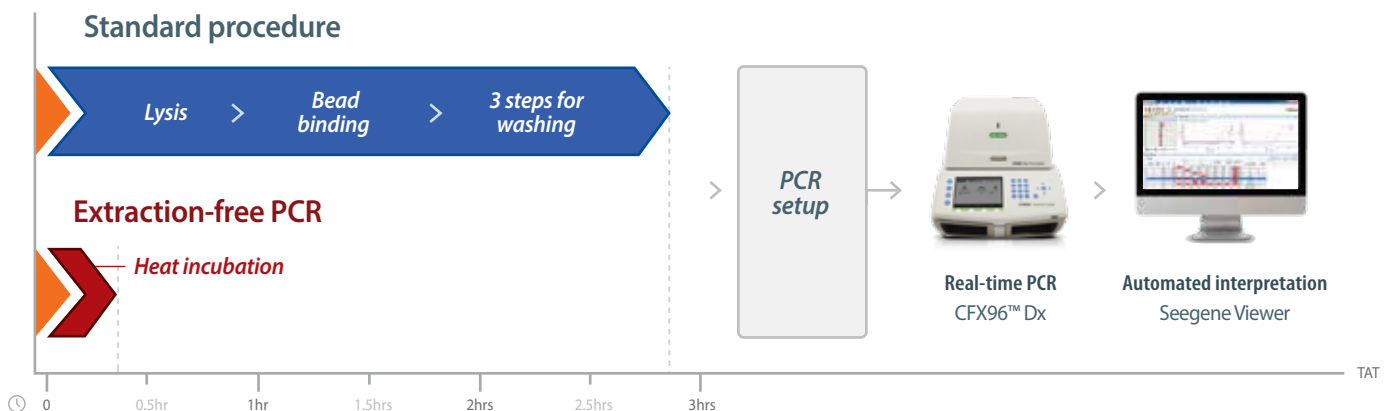 Standard procedure
Lysis
>
Bead
binding
>
3 steps for
washing
Extraction-free PCR
Heat incubation
>
PCR
setup
>
Real-time PCR
CFX96™ Dx
Automated interpretation
Seegene Viewer
TAT
0
0.5hr
1hr
1.5hrs
2hrs
2.5hrs
3hrs